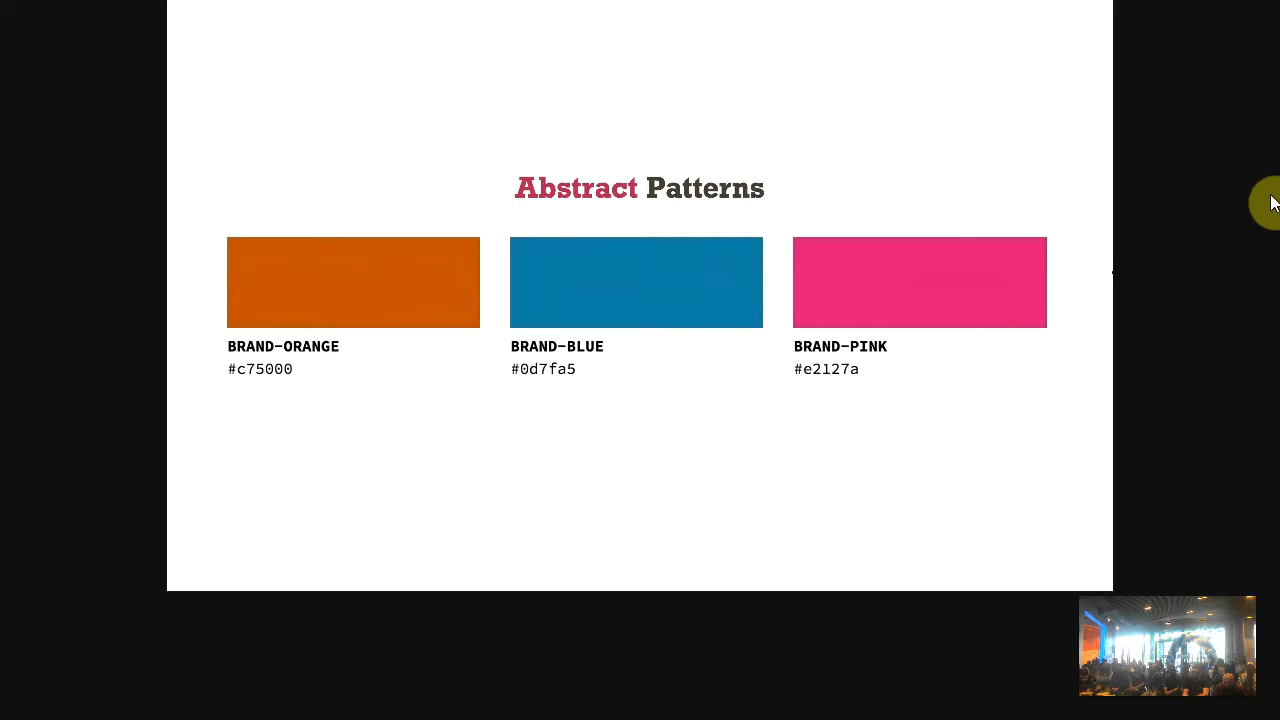 Abstract Patterns
BRAND-ORANGE
#c75000
BRAND-BLUE
#0d7fa5
BRAND-PINK
#e2127a